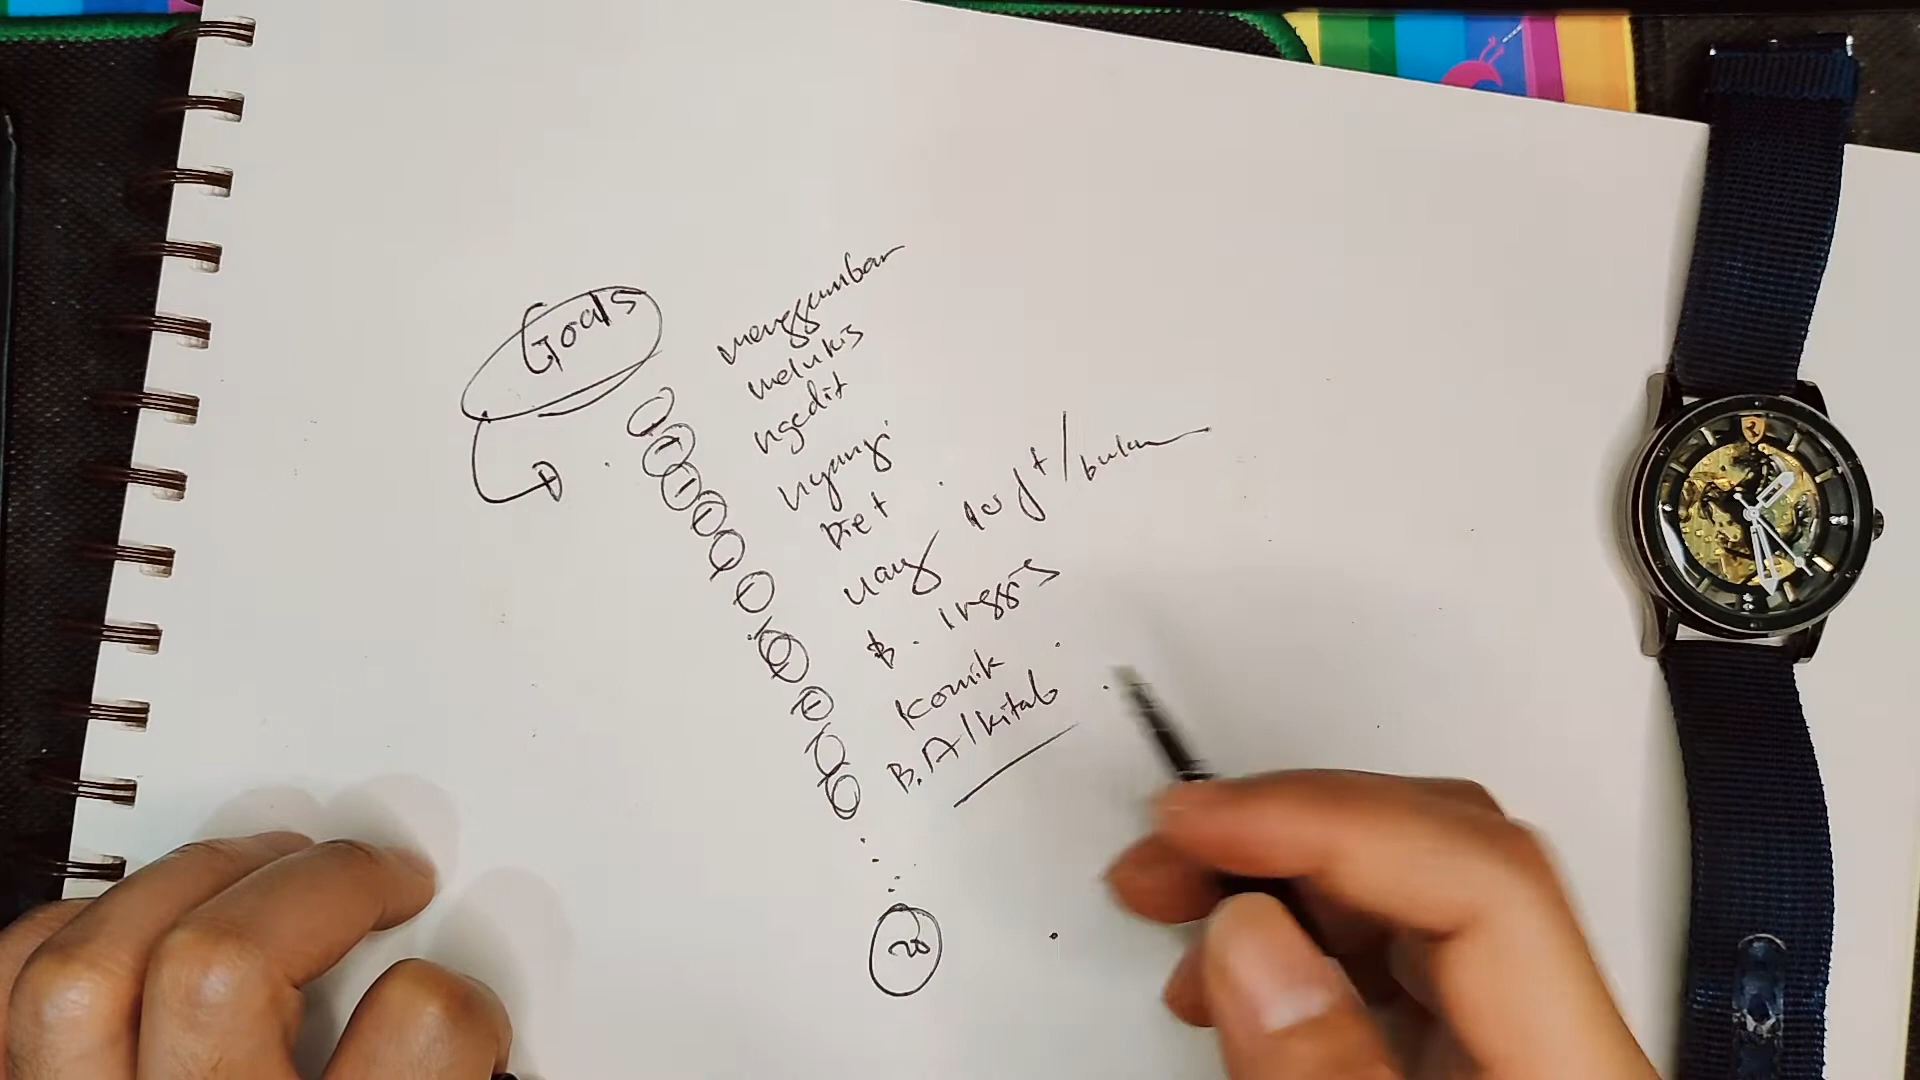 Goals
menggambar
melukis
ngedit
nyanyi
Diet
uang 10 jt/bulan
B. inggris
Komik
B. Alkitab
20